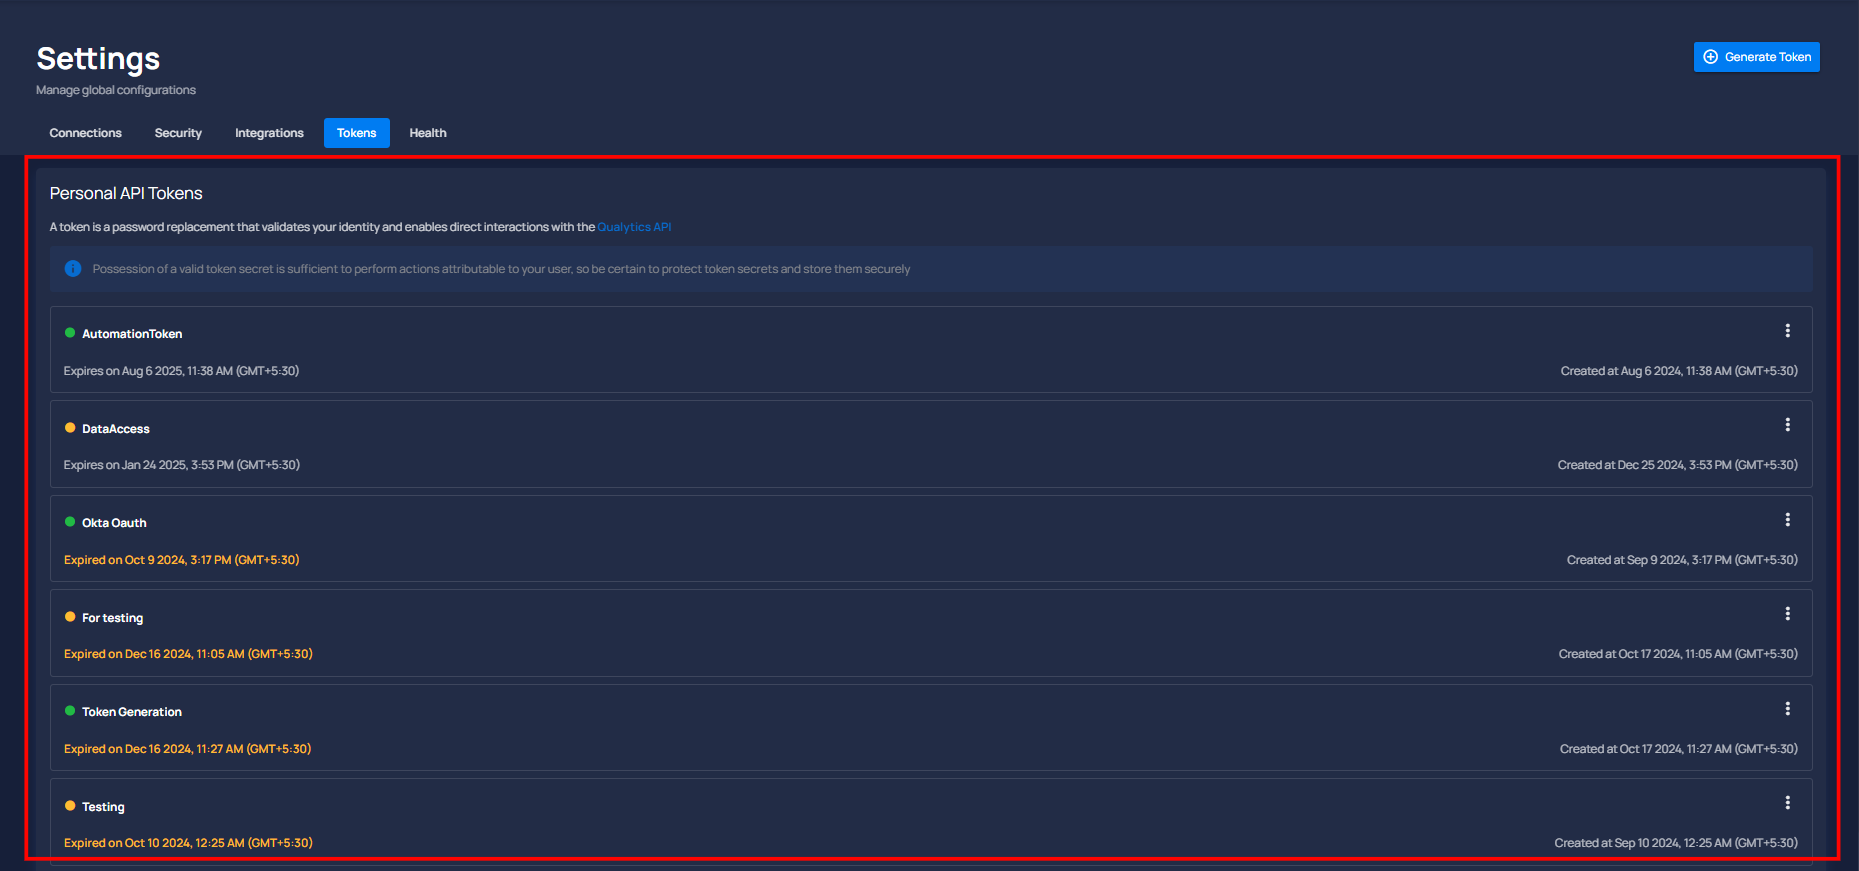 Settings
Generate Token
Manage global configurations
Connections Security Integrations Tokens Health
Personal API Tokens
A token is a password replacement that validates your identity and enables direct interactions with the Qualytics API
Possession of a valid token secret is sufficient to perform actions attributable to your user, so be certain to protect token secrets and store them securely
AutomationToken
Expires on Aug 6 2025, 11:38 AM (GMT+5:30) Created at Aug 6 2024, 11:38 AM (GMT+5:30)
DataAccess
Expires on Jan 24 2025, 3:53 PM (GMT+5:30) Created at Dec 25 2024, 3:53 PM (GMT+5:30)
Okta Oauth
Expired on Oct 9 2024, 3:17 PM (GMT+5:30) Created at Sep 9 2024, 3:17 PM (GMT+5:30)
For testing
Expired on Dec 16 2024, 11:05 AM (GMT+5:30) Created at Oct 17 2024, 11:05 AM (GMT+5:30)
Token Generation
Expired on Dec 16 2024, 11:27 AM (GMT+5:30) Created at Oct 17 2024, 11:27 AM (GMT+5:30)
Testing
Expired on Oct 10 2024, 12:25 AM (GMT+5:30) Created at Sep 10 2024, 12:25 AM (GMT+5:30)